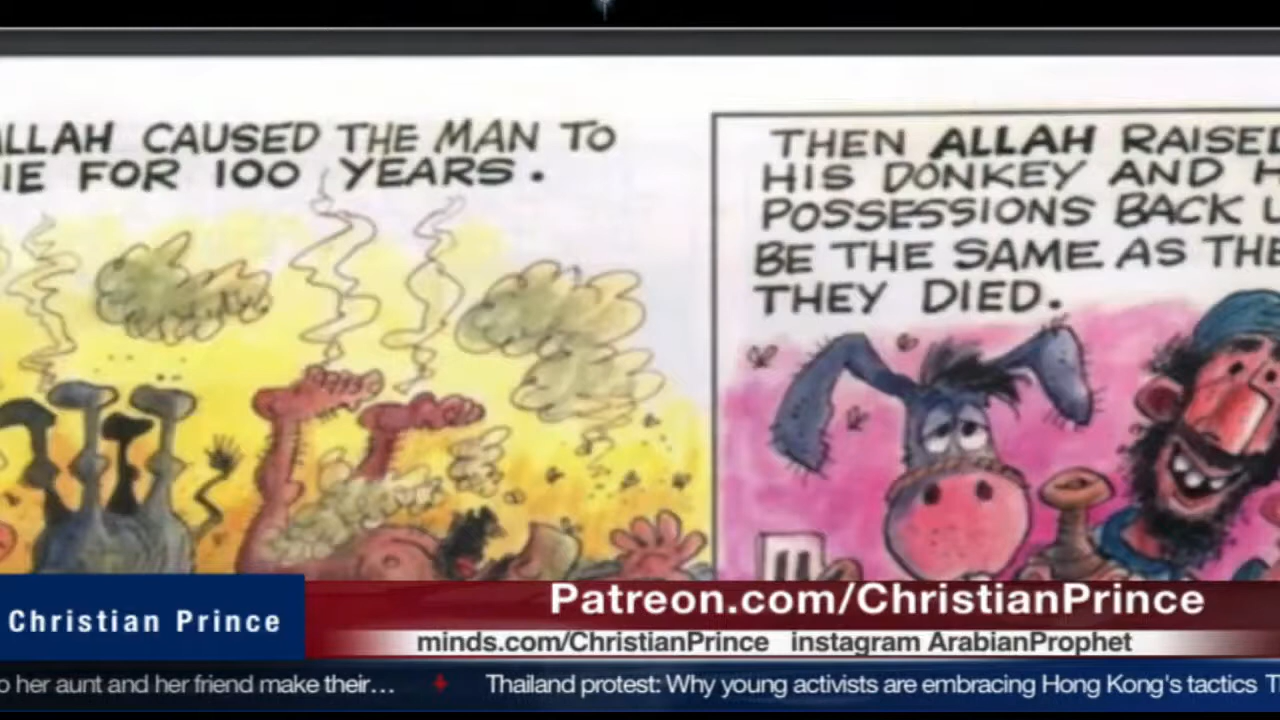 ALLAH CAUSED THE MAN TO
IE FOR 100 YEARS.
THEN ALLAH RAISED
HIS DONKEY AND H
POSSESSIONS BACK U
BE THE SAME AS THE
THEY DIED.
Christian Prince
Patreon.com/ChristianPrince
minds.com/ChristianPrince instagram ArabianProphet
o her aunt and her friend make their... Thailand protest: Why young activists are embracing Hong Kong's tactics T